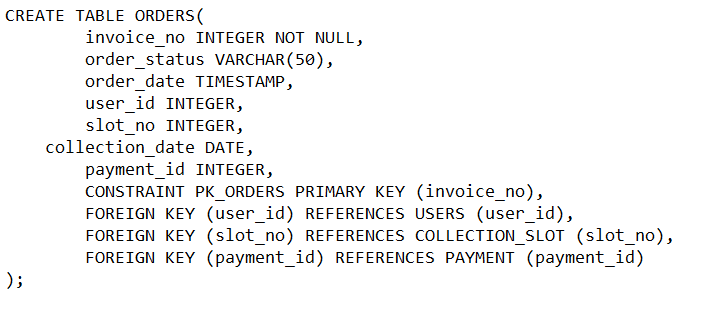 CREATE TABLE ORDERS(
        invoice_no INTEGER NOT NULL,
        order_status VARCHAR(50),
        order_date TIMESTAMP,
        user_id INTEGER,
        slot_no INTEGER,
    collection_date DATE,
        payment_id INTEGER,
        CONSTRAINT PK_ORDERS PRIMARY KEY (invoice_no),
        FOREIGN KEY (user_id) REFERENCES USERS (user_id),
        FOREIGN KEY (slot_no) REFERENCES COLLECTION_SLOT (slot_no),
        FOREIGN KEY (payment_id) REFERENCES PAYMENT (payment_id)
);